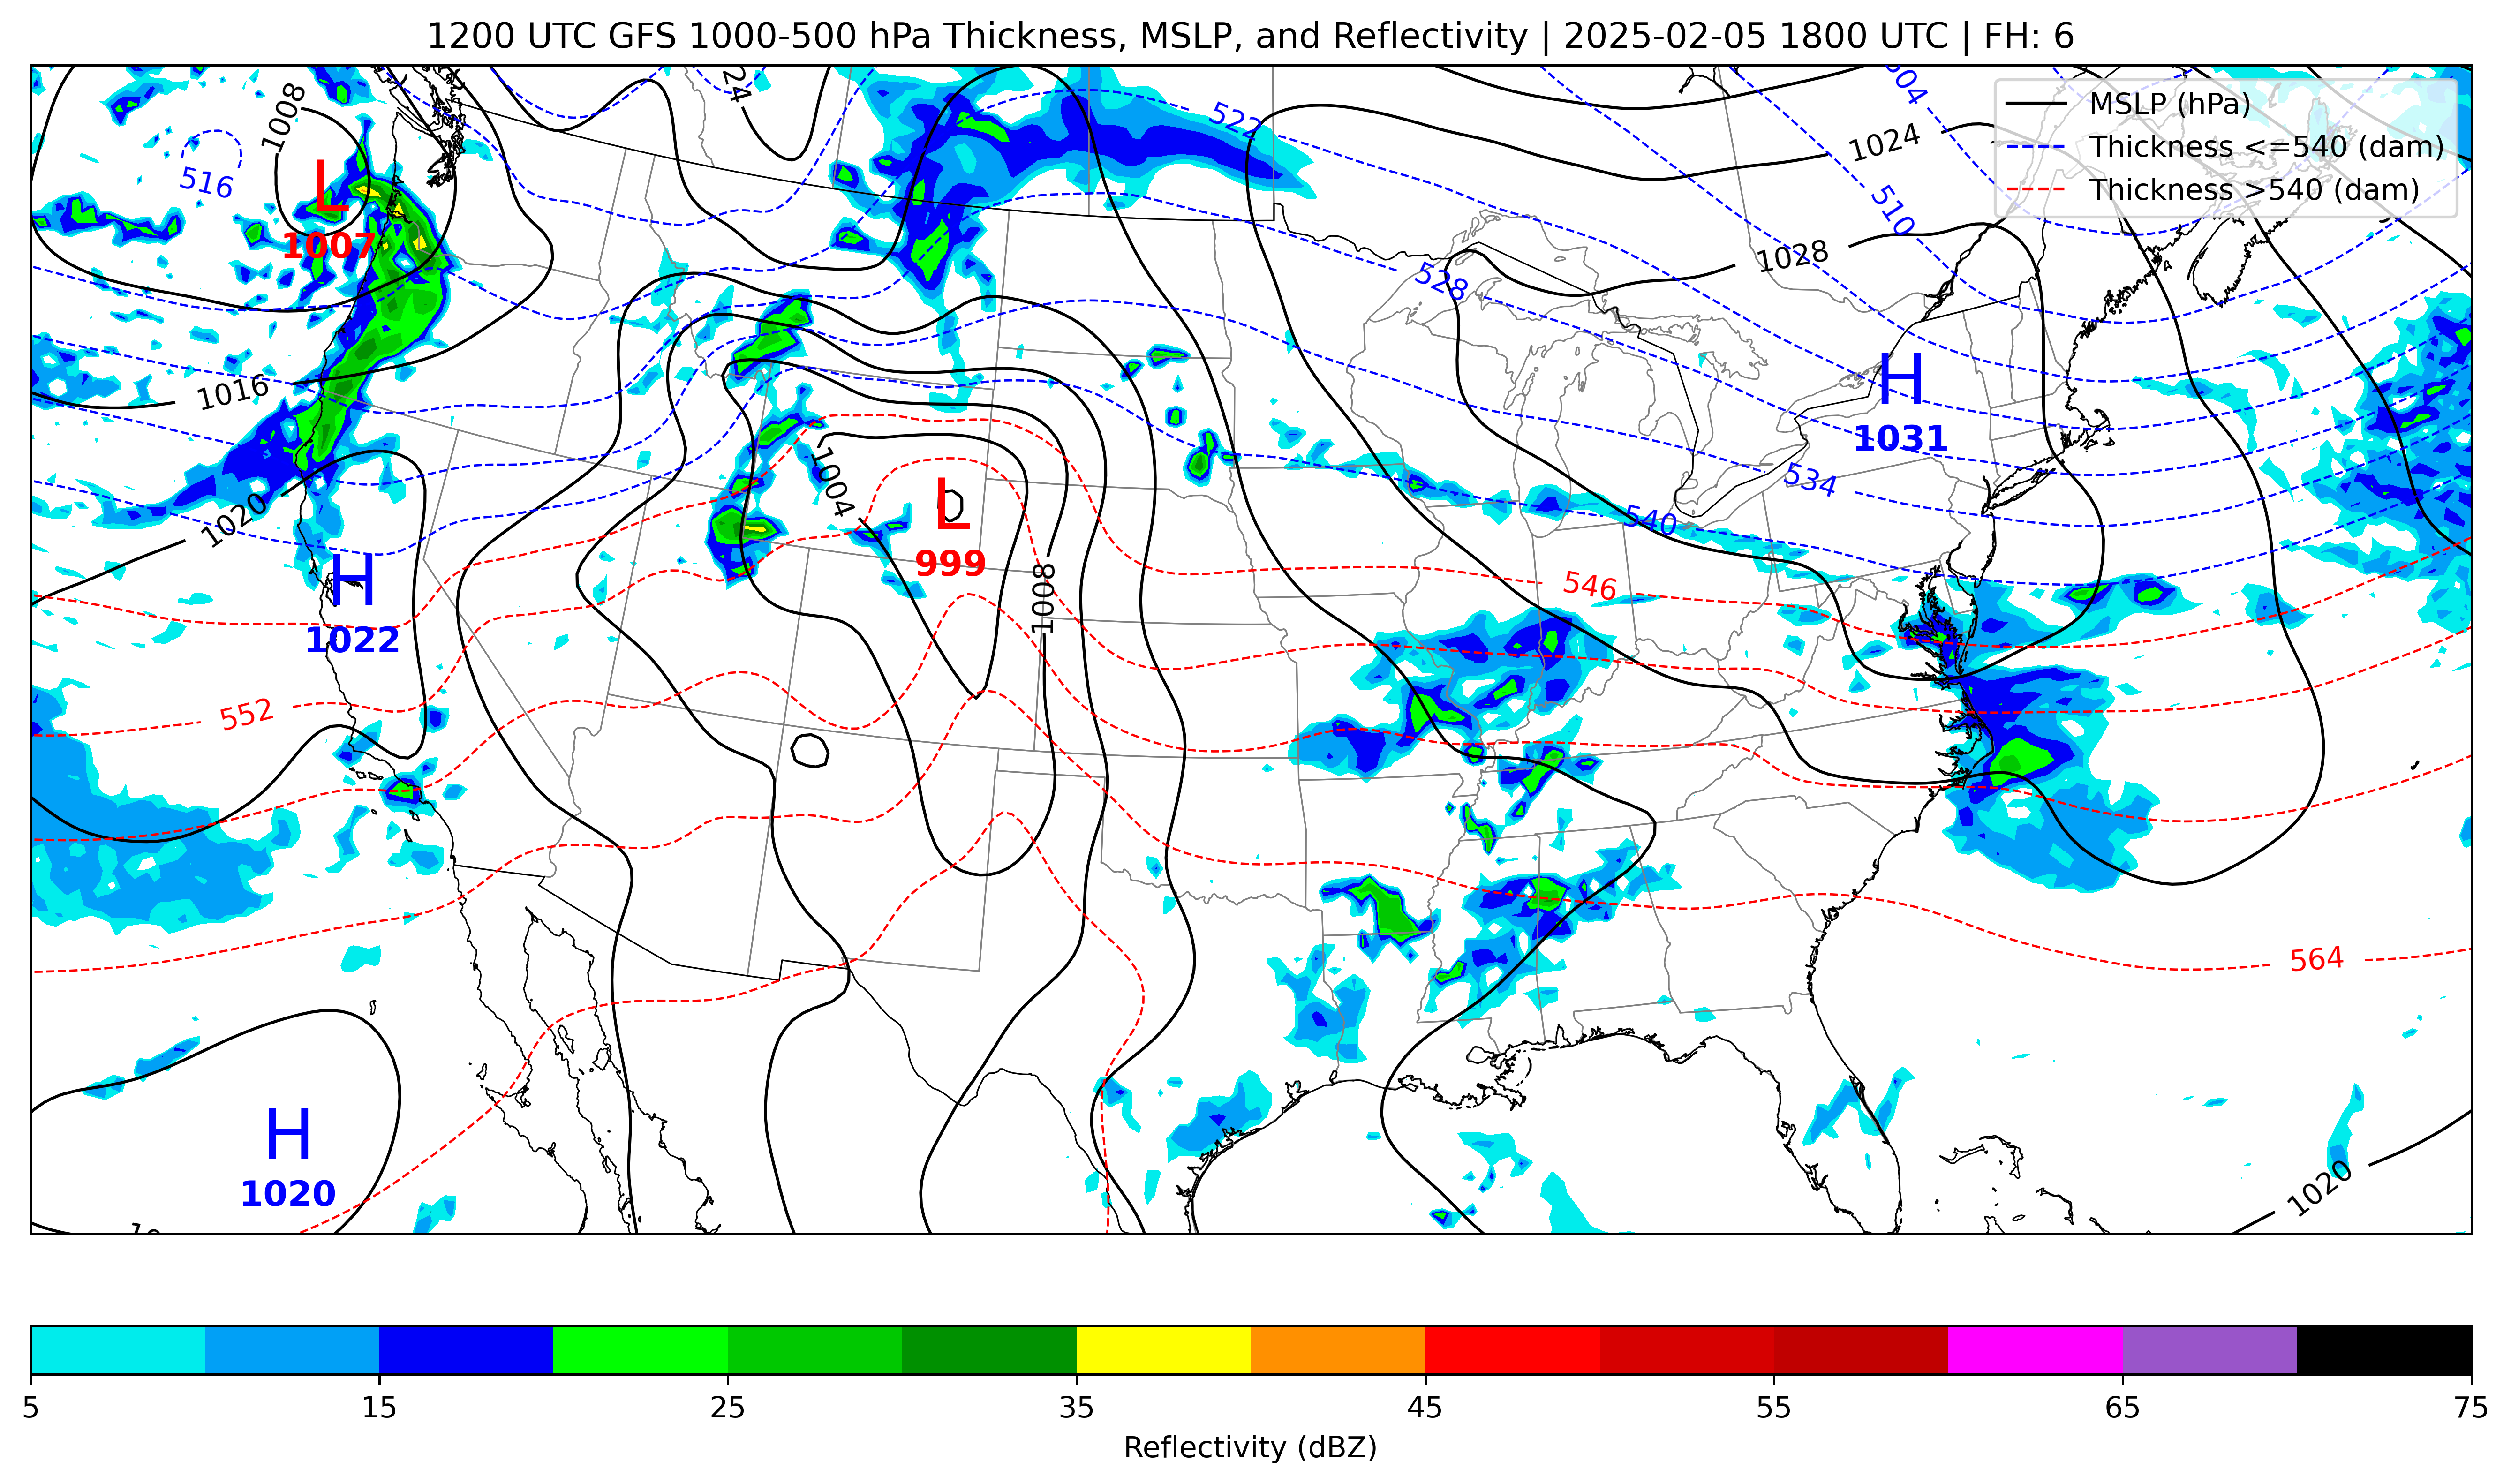 1200 UTC GFS 1000-500 hPa Thickness, MSLP, and Reflectivity | 2025-02-05 1800 UTC | FH: 6
MSLP (hPa)
Thickness <=540 (dam)
Thickness >540 (dam)
1008
24
504
522
1024
516
L
1007
510
1028
528
1016
H
1031
1004
534
L
999
1020
540
H
1022
546
1008
552
564
H
1020
1020
5 15 25 35 45 55 65 75
Reflectivity (dBZ)